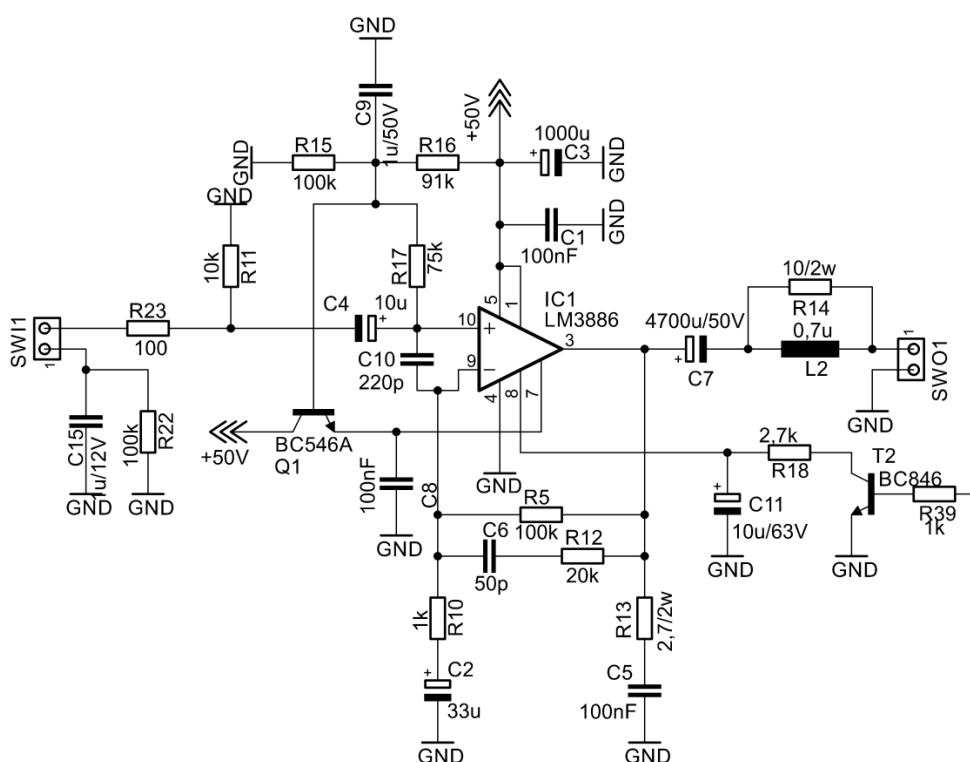 GND
C9
1u/50V
+50V
R15
100k
GND
R16
91k
1000u
+
C3
GND
GND
10k
R11
R17
75k
C1
100nF
GND
SWI1
1
R23
100
C4
10u
+
C10
220p
10
9
+
−
5
1
4
8
7
3
IC1
LM3886
4700u/50V
+
C7
10/2w
R14
0,7u
L2
1
SWO1
GND
C15
1u/12V
GND
100k
R22
GND
+50V
BC546A
Q1
100nF
C8
GND
GND
R5
100k
C6
50p
R12
20k
2,7k
R18
T2
BC846
+
C11
10u/63V
GND
GND
R39
1k
1k
R10
+
C2
33u
GND
R13
2,7/2w
C5
100nF
GND